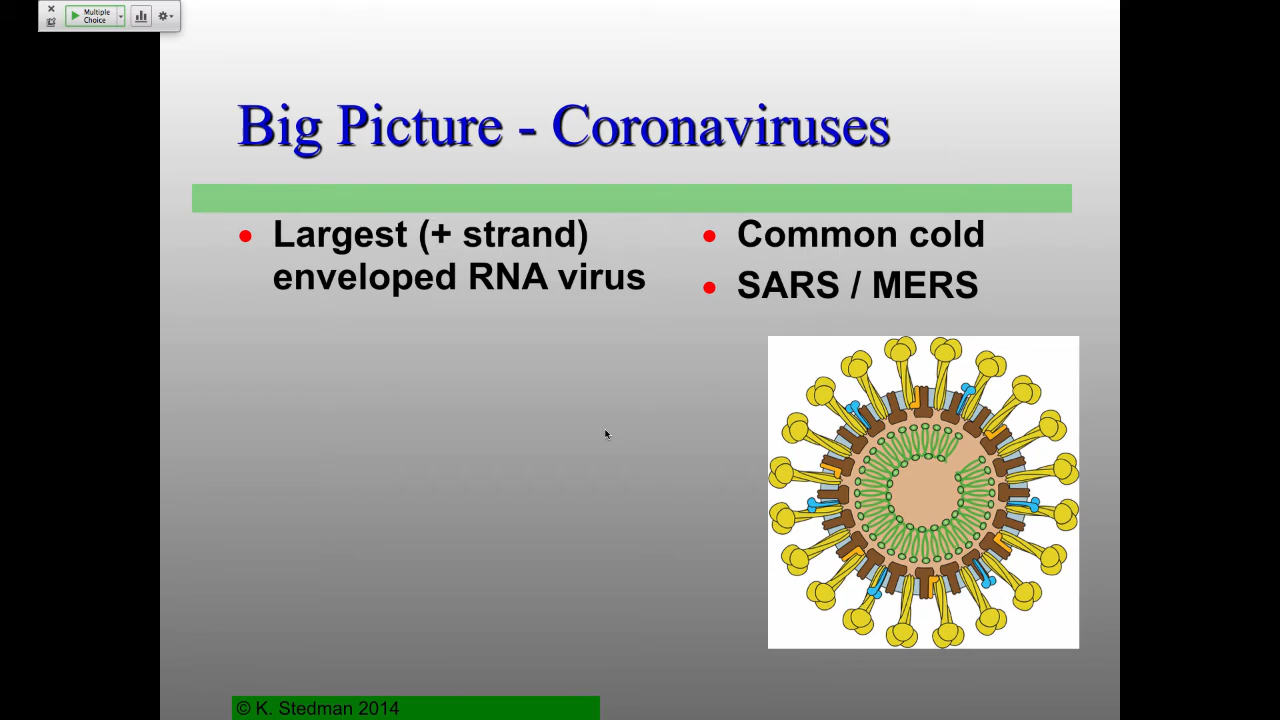 Multiple
Choice
Big Picture - Coronaviruses
Largest (+ strand)
enveloped RNA virus
Common cold
SARS / MERS
© K. Stedman 2014